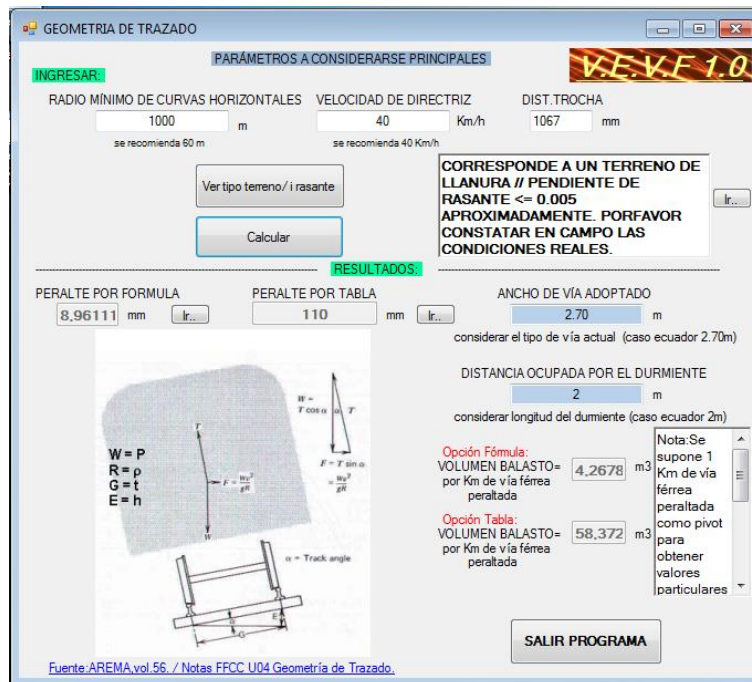 GEOMETRIA DE TRAZADO
PARÁMETROS A CONSIDERARSE PRINCIPALES
V.E.V.F 1.0
INGRESAR:
RADIO MÍNIMO DE CURVAS HORIZONTALES
1000 m
se recomienda 60 m
VELOCIDAD DE DIRECTRIZ
40 Km/h
se recomienda 40 Km/h
DIST.TROCHA
1067 mm
Ver tipo terreno/ i rasante
Calcular
CORRESPONDE A UN TERRENO DE
LLANURA // PENDIENTE DE
RASANTE <= 0.005
APROXIMADAMENTE. PORFAVOR
CONSTATAR EN CAMPO LAS
CONDICIONES REALES.
Ir..
RESULTADOS:
PERALTE POR FORMULA
8,96111 mm Ir..
PERALTE POR TABLA
110 mm Ir..
ANCHO DE VÍA ADOPTADO
2.70 m
considerar el tipo de vía actual (caso ecuador 2.70m)
DISTANCIA OCUPADA POR EL DURMIENTE
2 m
considerar longitud del durmiente (caso ecuador 2m)
W =
T cos α
α
T
F = T sin α
= Wv²/gR
T
W = P
R = ρ
G = t
E = h
F = Wv²/gR
W
α = Track angle
α
E
G
Opción Fórmula:
VOLUMEN BALASTO= 4,2678 m3
por Km de vía férrea
peraltada
Opción Tabla:
VOLUMEN BALASTO= 58,372 m3
por Km de vía férrea
peraltada
Nota:Se
supone 1
Km de vía
férrea
peraltada
como pivot
para
obtener
valores
particulares
SALIR PROGRAMA
Fuente:AREMA,vol.56. / Notas FFCC U04 Geometría de Trazado.